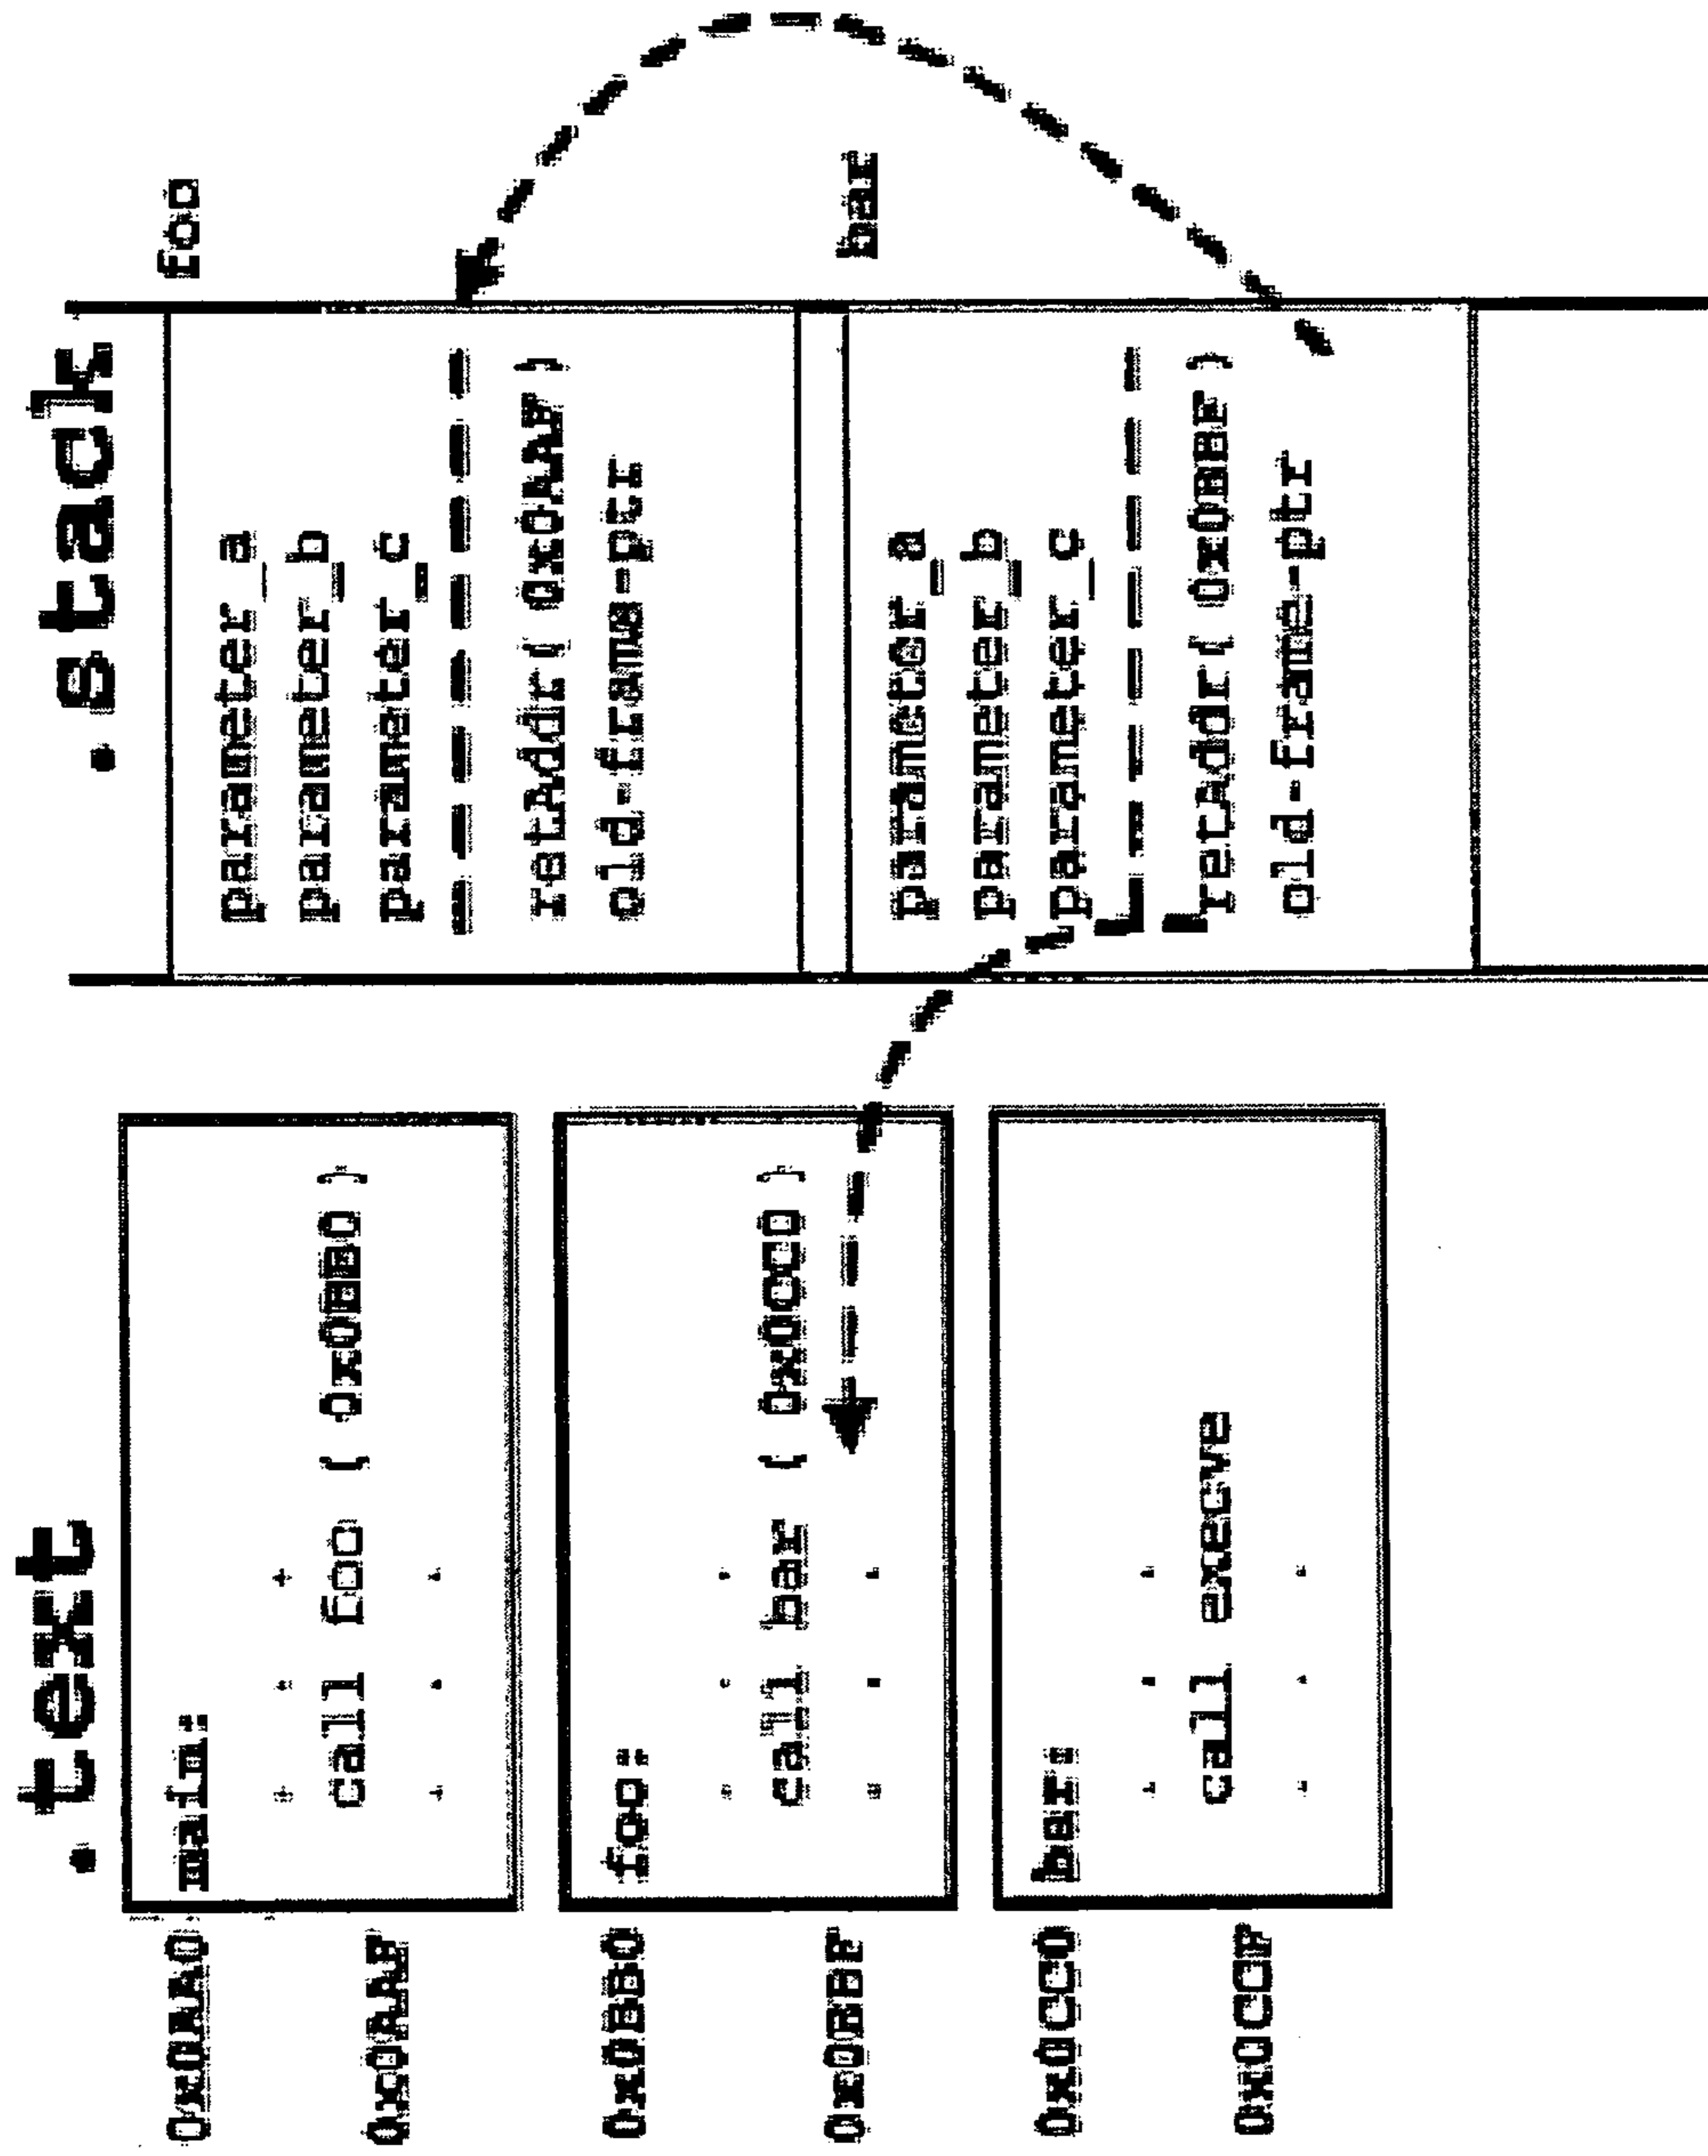 .text
0x0AA0 main:
. . .
call foo ( 0x0BB0 )
0x0AAF . . .
0x0BB0 foo:
. . .
call bar ( 0x0CC0 )
0x0BBF . . .
0x0CC0 bar:
. . .
call execve
0x0CCF . . .
.stack
foo
parameter_a
parameter_b
parameter_c
retAddr( 0x0AAF )
old-frame-ptr
bar
parameter_a
parameter_b
parameter_c
retAddr( 0x0BBF )
old-frame-ptr